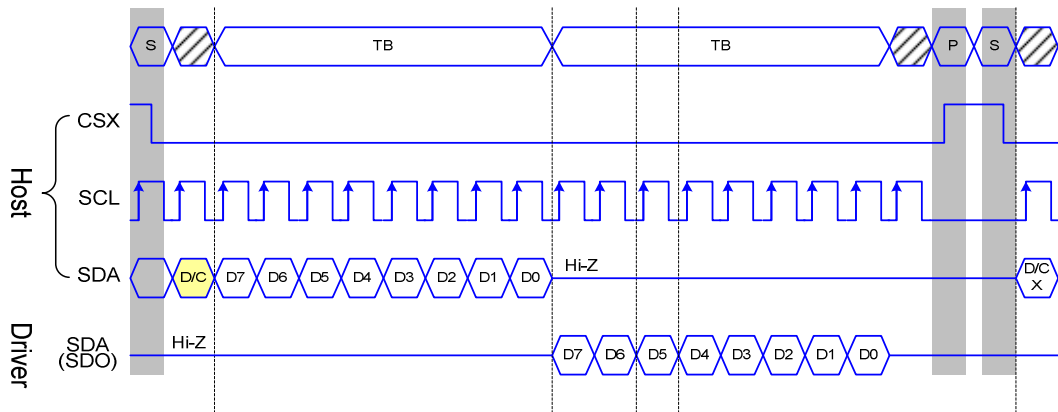 S TB TB P S
CSX
Host
SCL
SDA D/C D7 D6 D5 D4 D3 D2 D1 D0 Hi-Z D/C
X
Driver
SDA
(SDO)
Hi-Z
D7 D6 D5 D4 D3 D2 D1 D0